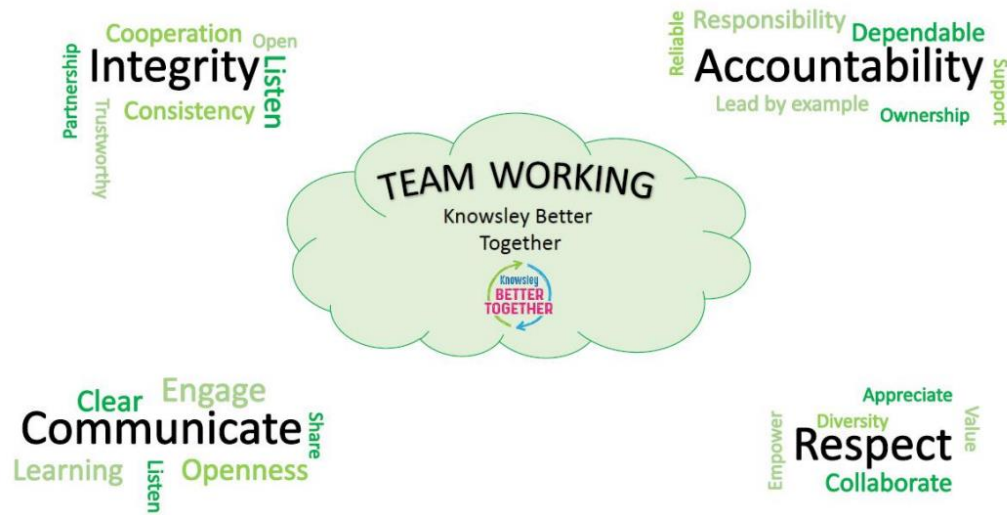 Cooperation
Open
Partnership
Integrity
Listen
Consistency
Trustworthy
Reliable
Responsibility
Dependable
Accountability
Support
Lead by example
Ownership
TEAM WORKING
Knowsley Better
Together
Knowsley
BETTER
TOGETHER
Clear
Engage
Communicate
Share
Learning
Listen
Openness
Appreciate
Diversity
Value
Empower
Respect
Collaborate